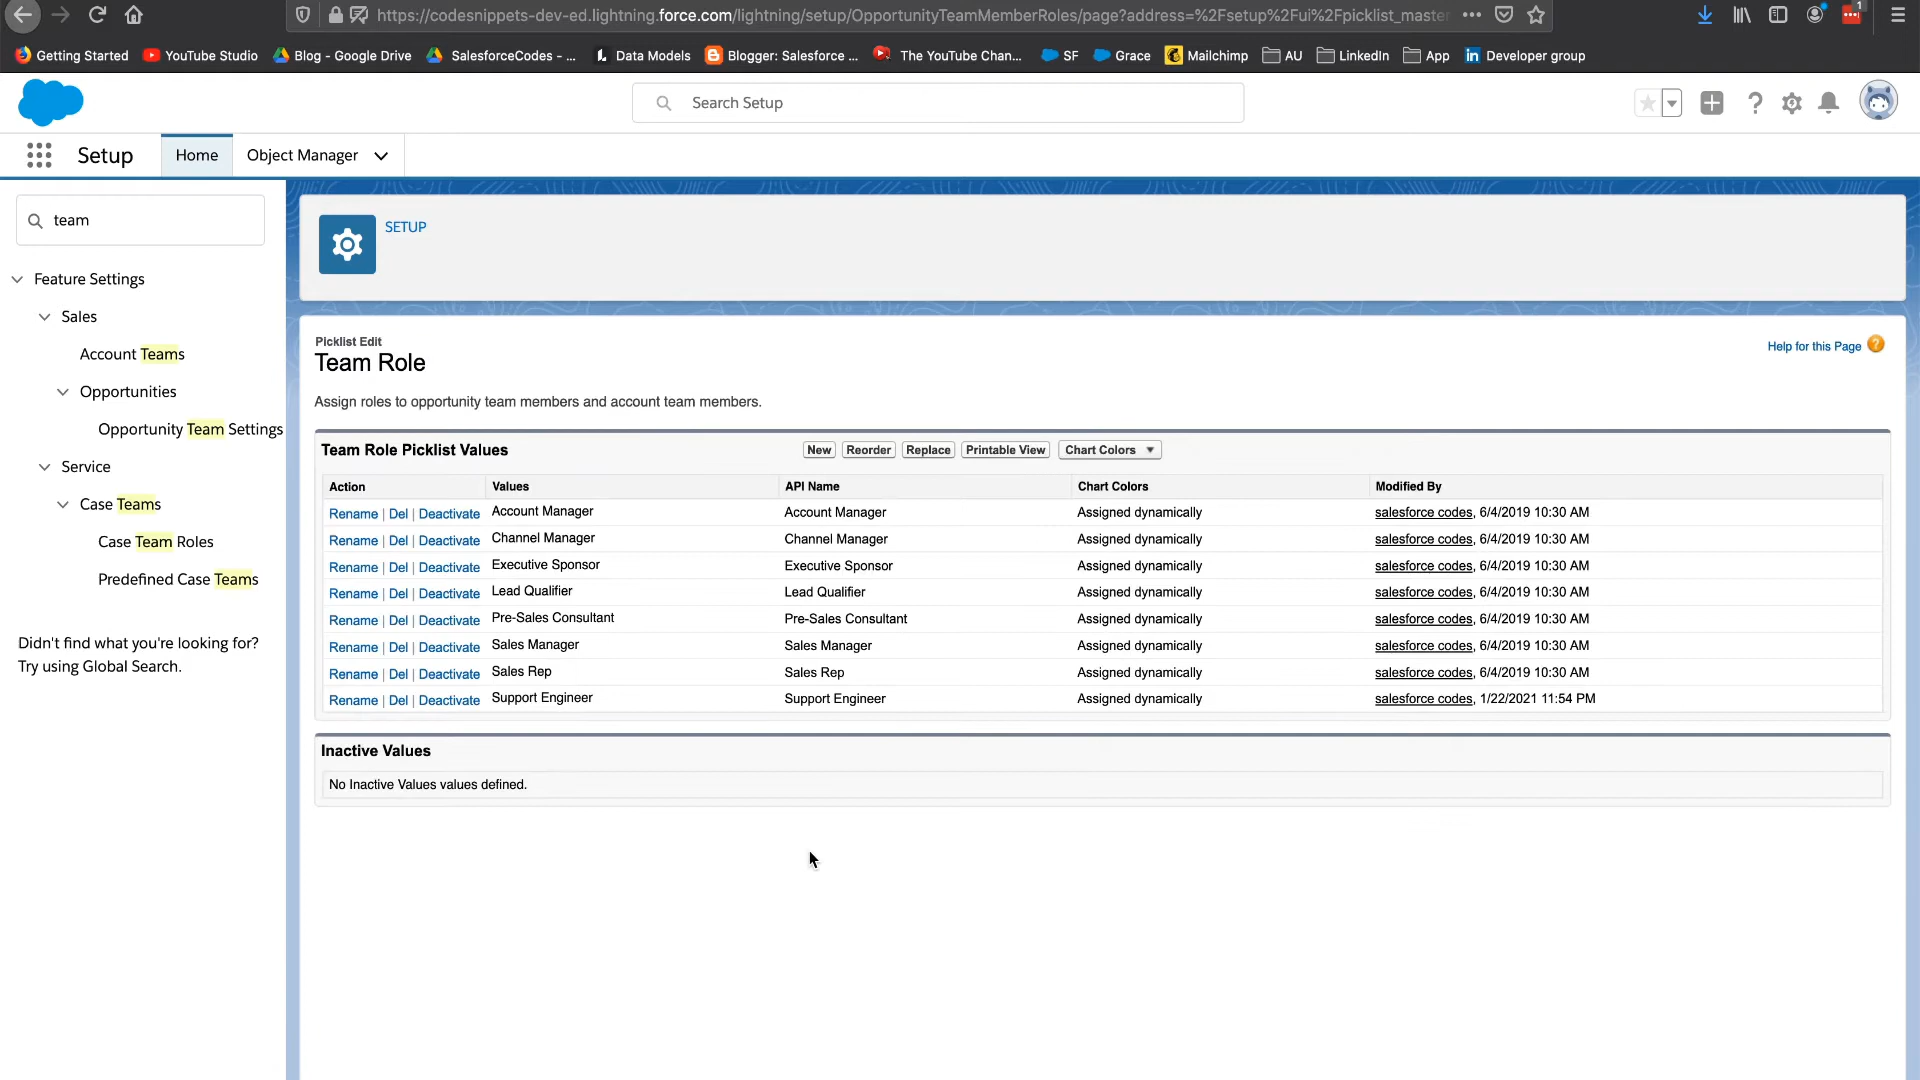 https://codesnippets-dev-ed.lightning.force.com/lightning/setup/OpportunityTeamMemberRoles/page?address=%2Fsetup%2Fui%2Fpicklist_master
1
Getting Started
YouTube Studio
Blog - Google Drive
SalesforceCodes - ...
Data Models
Blogger: Salesforce ...
The YouTube Chan...
SF
Grace
Mailchimp
AU
LinkedIn
App
Developer group
Search Setup
Setup
Home
Object Manager
team
Feature Settings
Sales
Account Teams
Opportunities
Opportunity Team Settings
Service
Case Teams
Case Team Roles
Predefined Case Teams
Didn't find what you're looking for?
Try using Global Search.
SETUP
Picklist Edit
Team Role
Help for this Page
Assign roles to opportunity team members and account team members.
Team Role Picklist Values
New
Reorder
Replace
Printable View
Chart Colors
Action Values API Name Chart Colors Modified By
Rename | Del | Deactivate Account Manager Account Manager Assigned dynamically salesforce codes, 6/4/2019 10:30 AM
Rename | Del | Deactivate Channel Manager Channel Manager Assigned dynamically salesforce codes, 6/4/2019 10:30 AM
Rename | Del | Deactivate Executive Sponsor Executive Sponsor Assigned dynamically salesforce codes, 6/4/2019 10:30 AM
Rename | Del | Deactivate Lead Qualifier Lead Qualifier Assigned dynamically salesforce codes, 6/4/2019 10:30 AM
Rename | Del | Deactivate Pre-Sales Consultant Pre-Sales Consultant Assigned dynamically salesforce codes, 6/4/2019 10:30 AM
Rename | Del | Deactivate Sales Manager Sales Manager Assigned dynamically salesforce codes, 6/4/2019 10:30 AM
Rename | Del | Deactivate Sales Rep Sales Rep Assigned dynamically salesforce codes, 6/4/2019 10:30 AM
Rename | Del | Deactivate Support Engineer Support Engineer Assigned dynamically salesforce codes, 1/22/2021 11:54 PM
Inactive Values
No Inactive Values values defined.